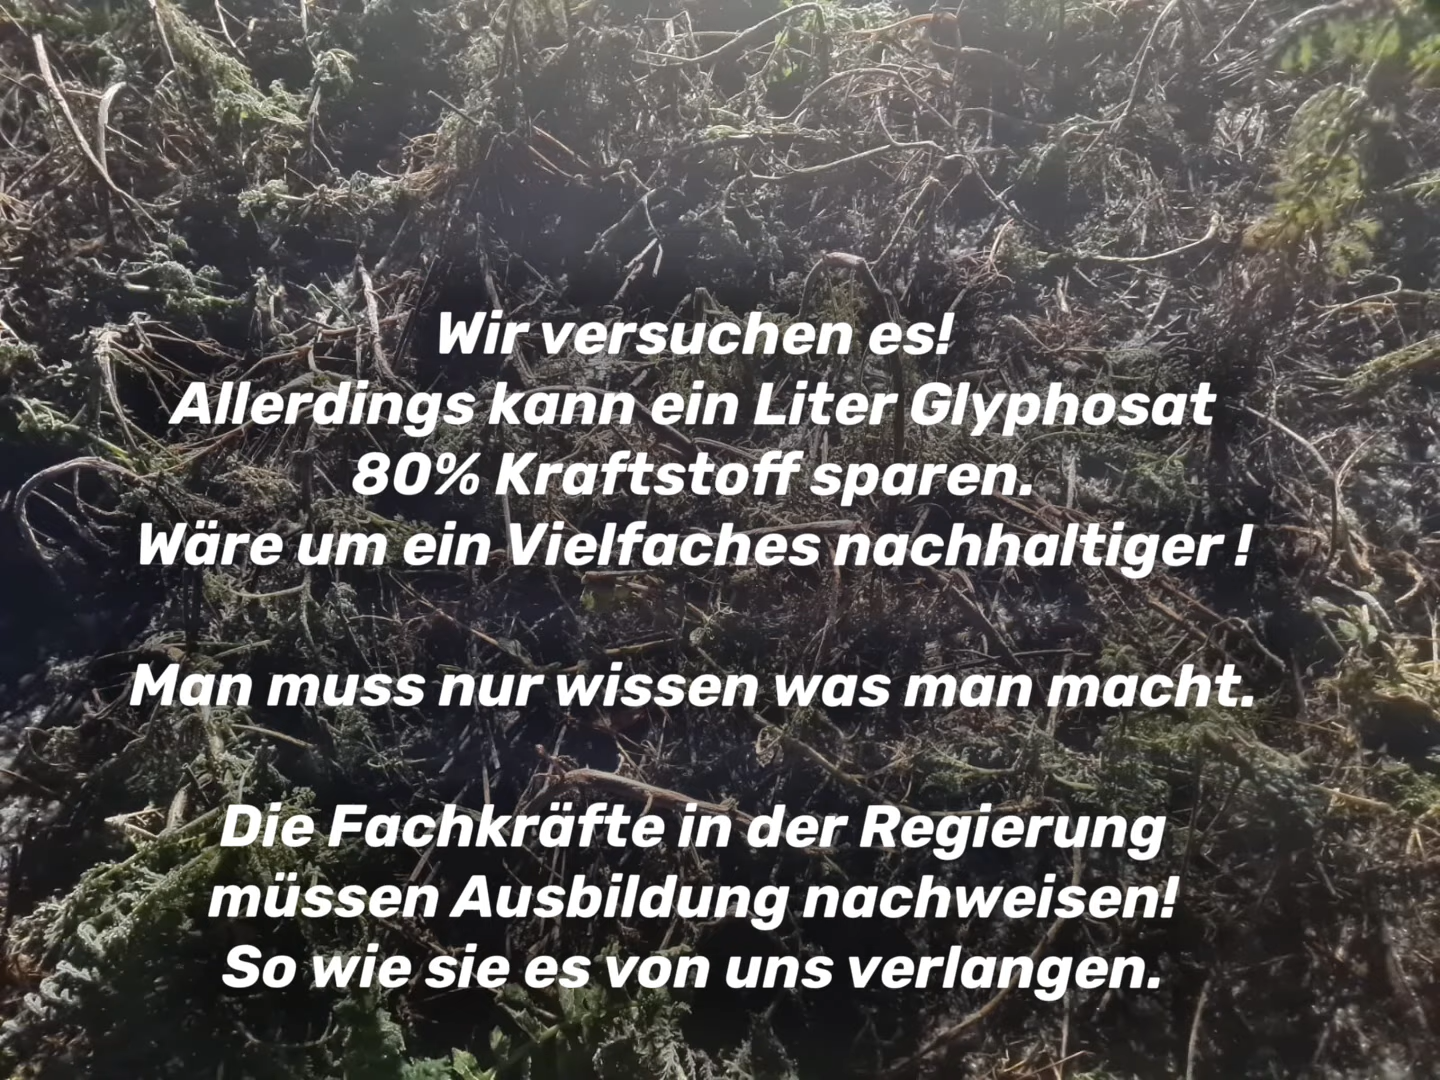 Wir versuchen es!
Allerdings kann ein Liter Glyphosat
80% Kraftstoff sparen.
Wäre um ein Vielfaches nachhaltiger !
Man muss nur wissen was man macht.
Die Fachkräfte in der Regierung
müssen Ausbildung nachweisen!
So wie sie es von uns verlangen.